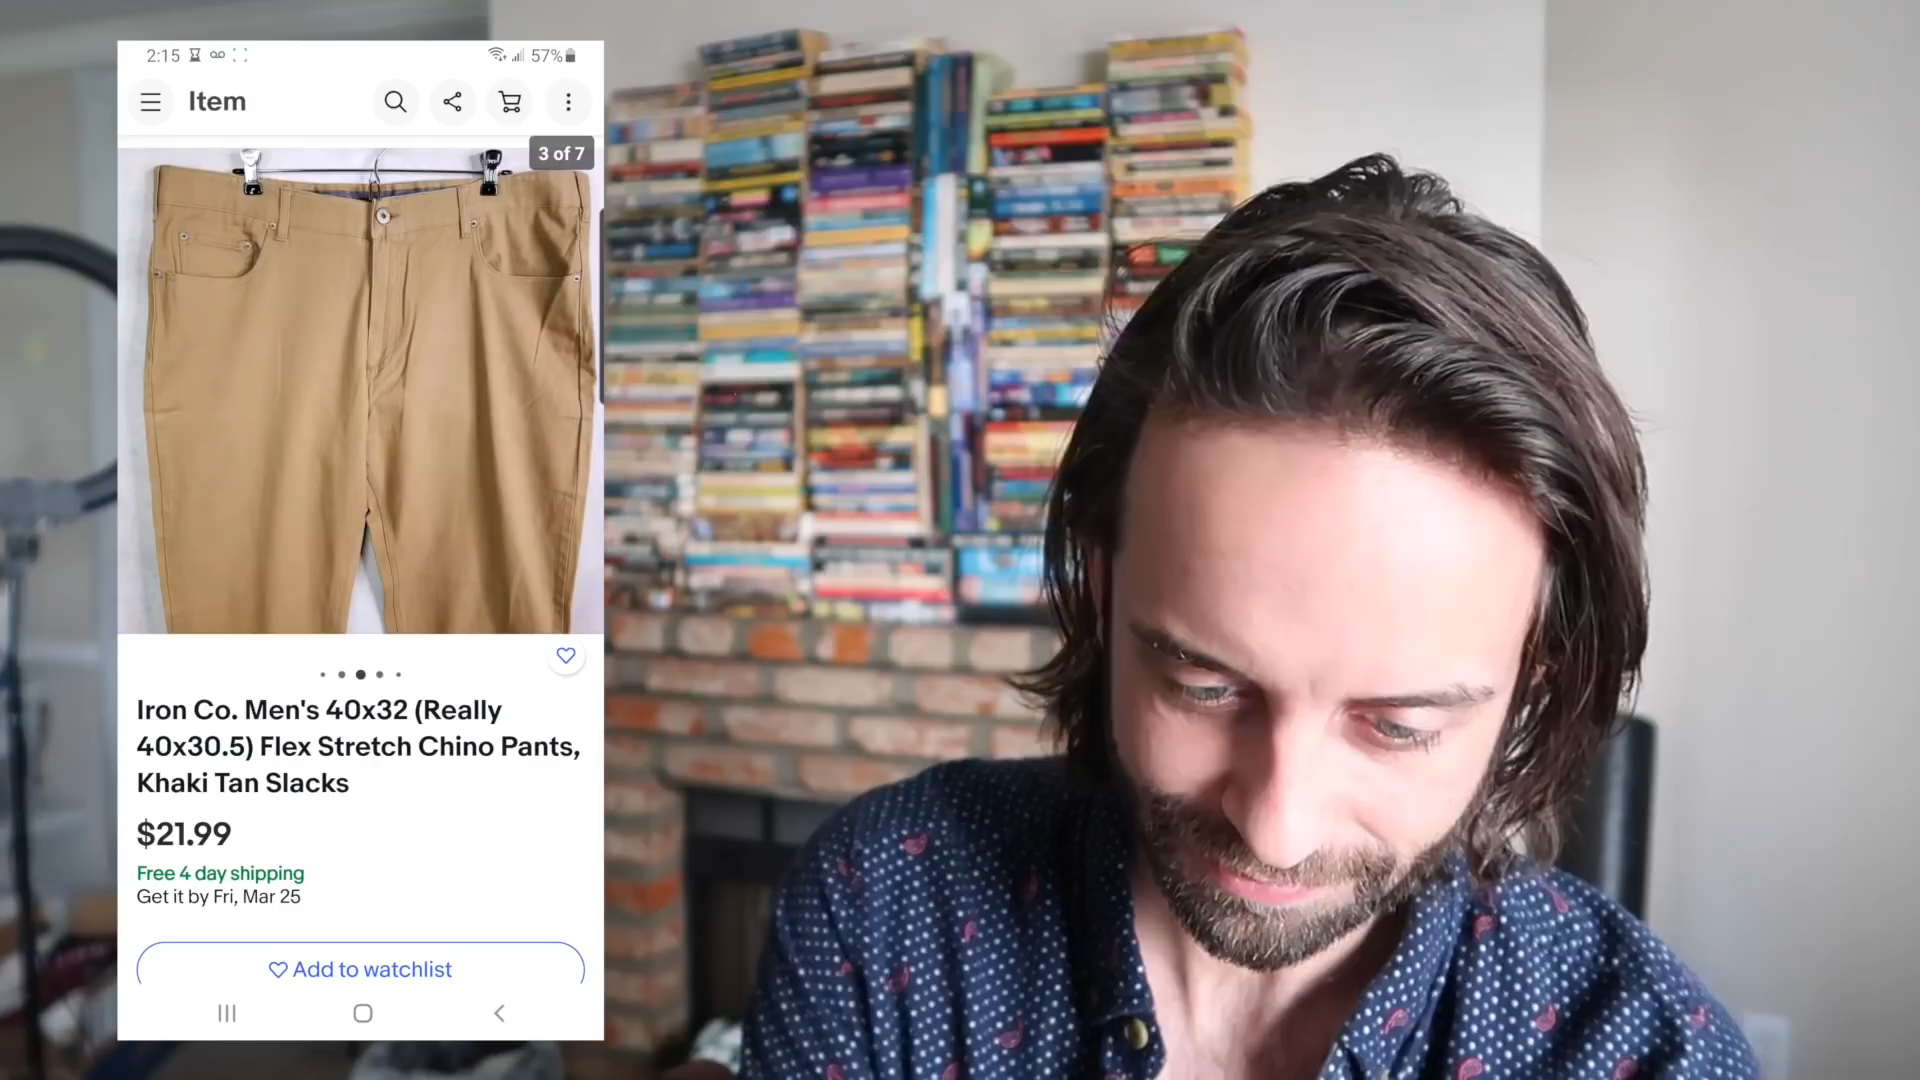 2:15
57%
Item
3 of 7
Iron Co. Men's 40x32 (Really
40x30.5) Flex Stretch Chino Pants,
Khaki Tan Slacks
$21.99
Free 4 day shipping
Get it by Fri, Mar 25
Add to watchlist